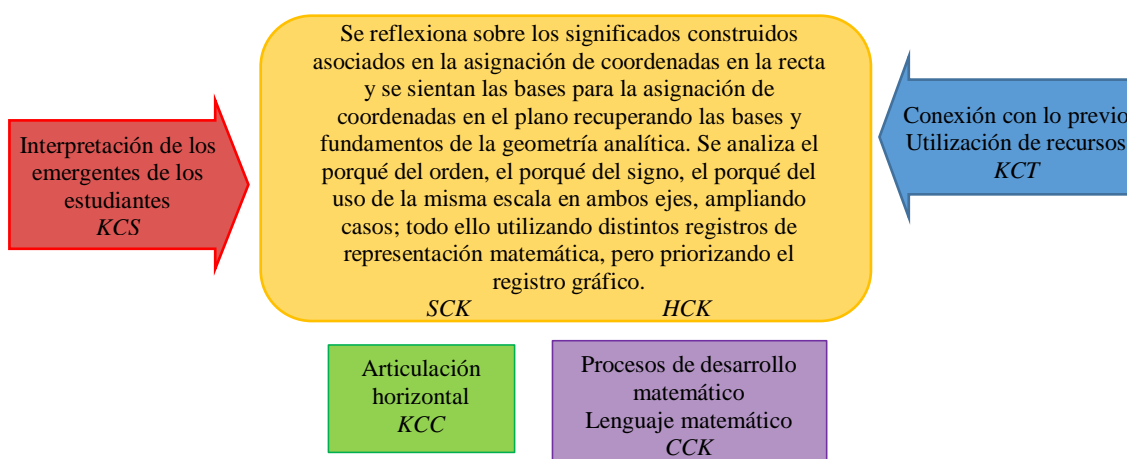 Se reflexiona sobre los significados construidos
asociados en la asignación de coordenadas en la recta
y se sientan las bases para la asignación de
coordenadas en el plano recuperando las bases y
fundamentos de la geometría analítica. Se analiza el
porqué del orden, el porqué del signo, el porqué del
uso de la misma escala en ambos ejes, ampliando
casos; todo ello utilizando distintos registros de
representación matemática, pero priorizando el
registro gráfico.
SCK HCK
Interpretación de los
emergentes de los
estudiantes
KCS
Conexión con lo previo
Utilización de recursos
KCT
Articulación
horizontal
KCC
Procesos de desarrollo
matemático
Lenguaje matemático
CCK